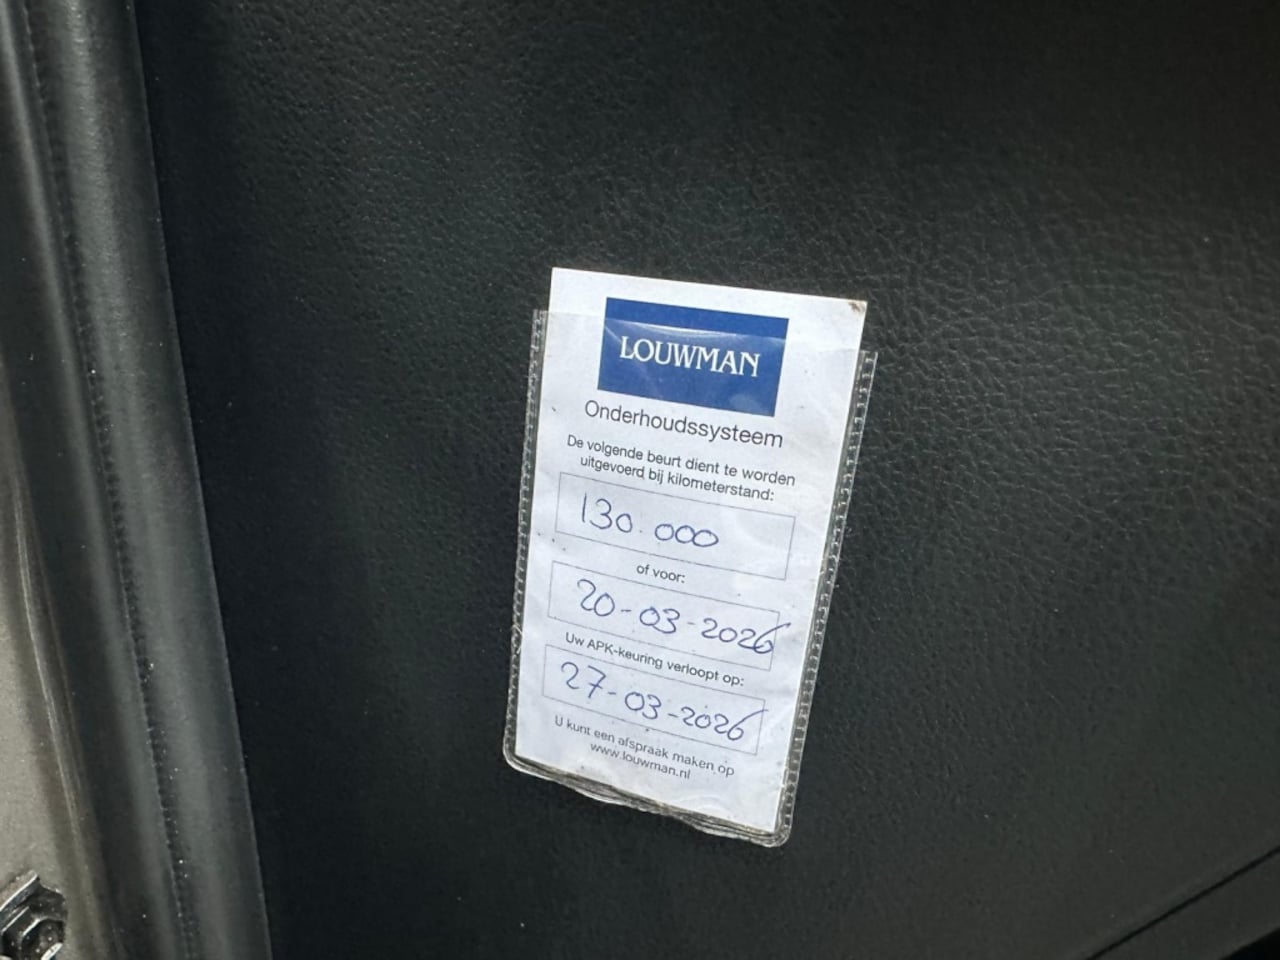 LOUWMAN
Onderhoudssysteem
De volgende beurt dient te worden
uitgevoerd bij kilometerstand:
130.000
of voor:
20-03-2026
Uw APK-keuring verloopt op:
27-03-2026
U kunt een afspraak maken op
www.louwman.nl